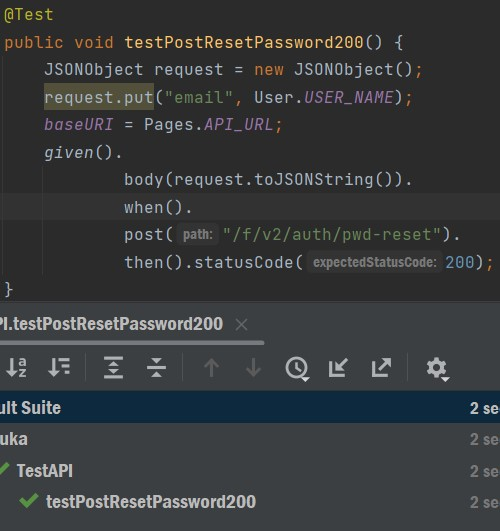 @Test
public void testPostResetPassword200() {
JSONObject request = new JSONObject();
request.put("email", User.USER_NAME);
baseURI = Pages.API_URL;
given().
body(request.toJSONString()).
when().
post( path: "/f/v2/auth/pwd-reset").
then().statusCode( expectedStatusCode: 200);
}
PI.testPostResetPassword200
ult Suite 2 se
uka 2 se
TestAPI 2 se
testPostResetPassword200 2 se